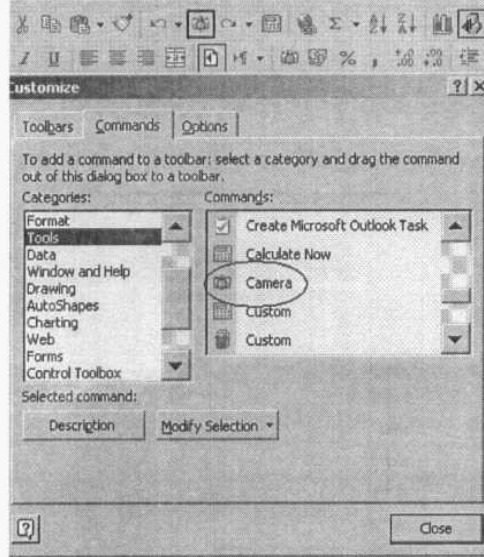 Customize
Toolbars
Commands
Options
To add a command to a toolbar: select a category and drag the command
out of this dialog box to a toolbar.
Categories:
Format
Tools
Data
Window and Help
Drawing
AutoShapes
Charting
Web
Forms
Control Toolbox
Commands:
Create Microsoft Outlook Task
Calculate Now
Camera
Custom
Custom
Selected command:
Description
Modify Selection
Close